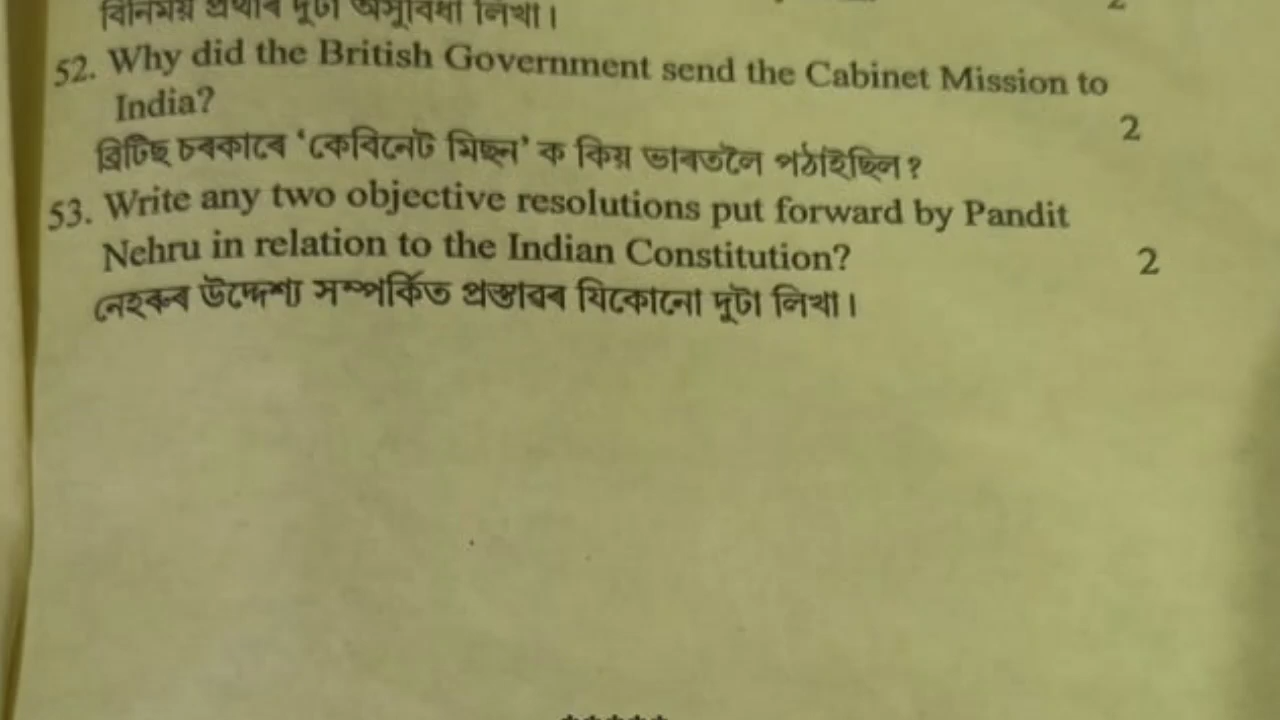 বিনিময় প্ৰথাৰ দুটা অসুবিধা লিখা।
2
52. Why did the British Government send the Cabinet Mission to
India?
2
ব্ৰিটিছ চৰকাৰে ‘কেবিনেট মিছন’ ক কিয় ভাৰতলৈ পঠাইছিল?
53. Write any two objective resolutions put forward by Pandit
Nehru in relation to the Indian Constitution?
2
নেহৰুৰ উদ্দেশ্য সম্পৰ্কিত প্ৰস্তাৱৰ যিকোনো দুটা লিখা।
*****